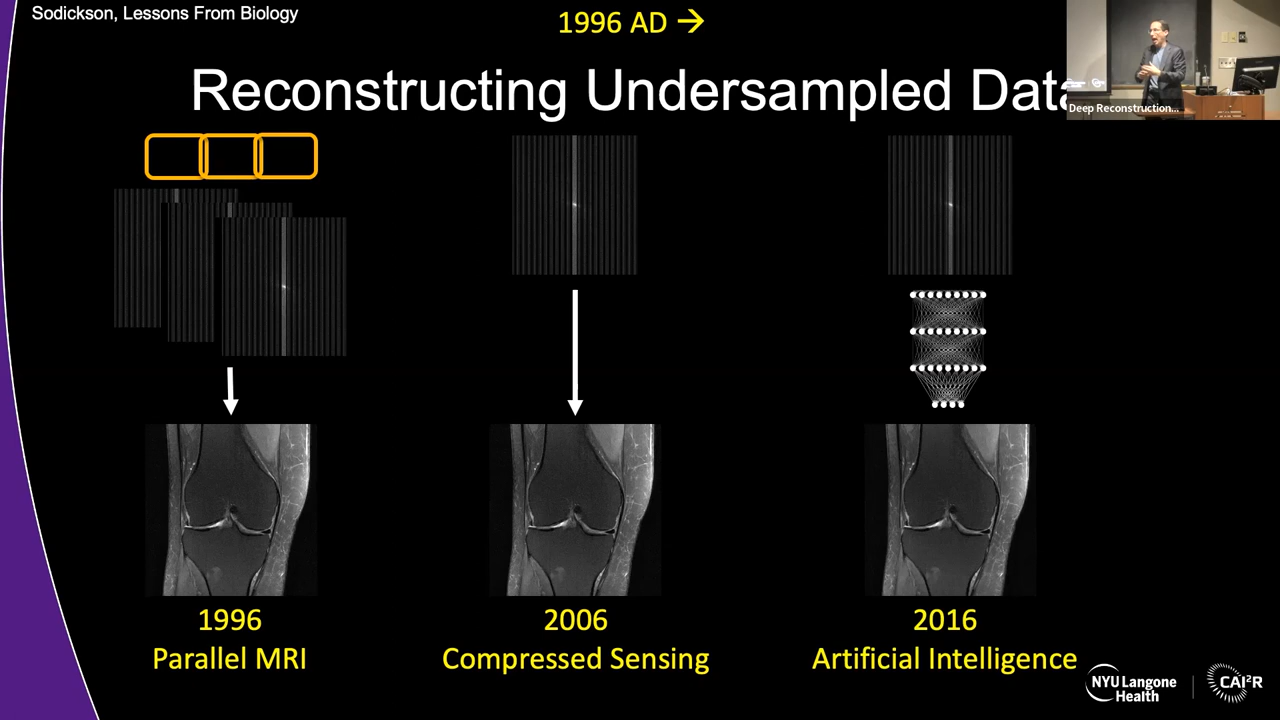 Sodickson, Lessons From Biology
1996 AD →
Reconstructing Undersampled Data
Deep Reconstruction...
1996
Parallel MRI
2006
Compressed Sensing
2016
Artificial Intelligence
NYU Langone
Health
CAI²R